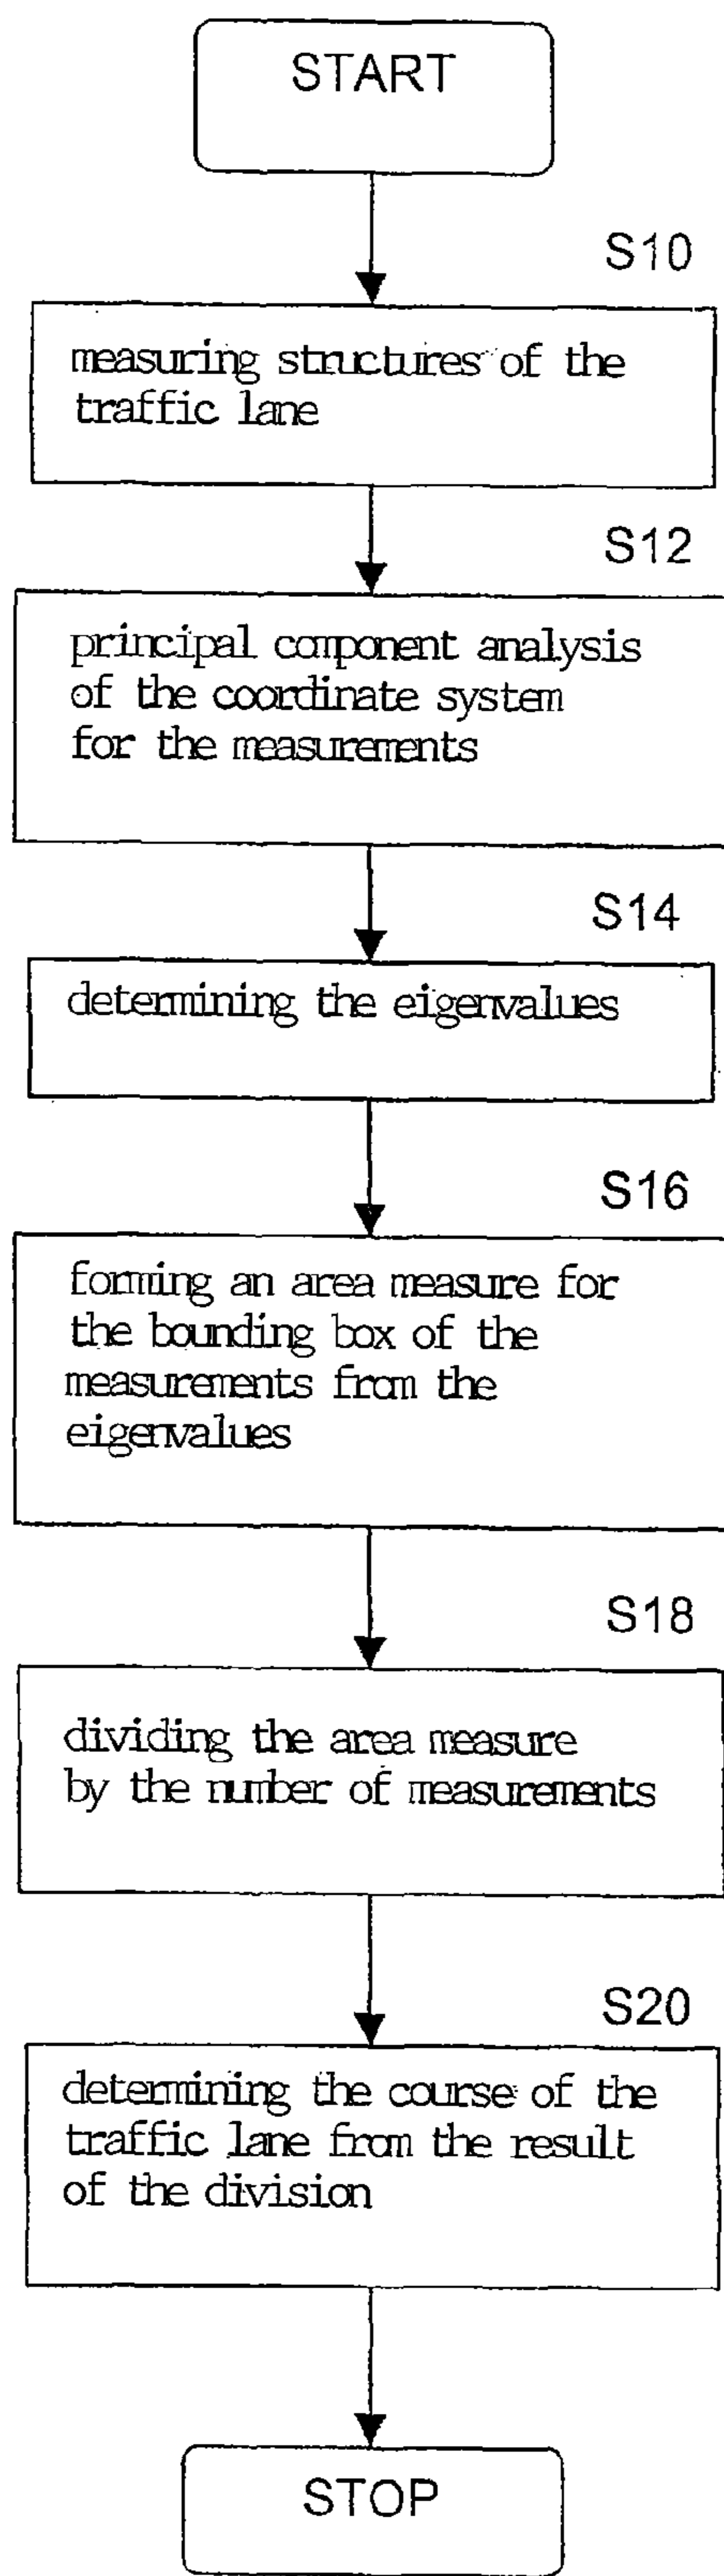 START
S10
measuring structures of the
traffic lane
S12
principal component analysis
of the coordinate system
for the measurements
S14
determining the eigenvalues
S16
forming an area measure for
the bounding box of the
measurements from the
eigenvalues
S18
dividing the area measure
by the number of measurements
S20
determining the course of the
traffic lane from the result
of the division
STOP